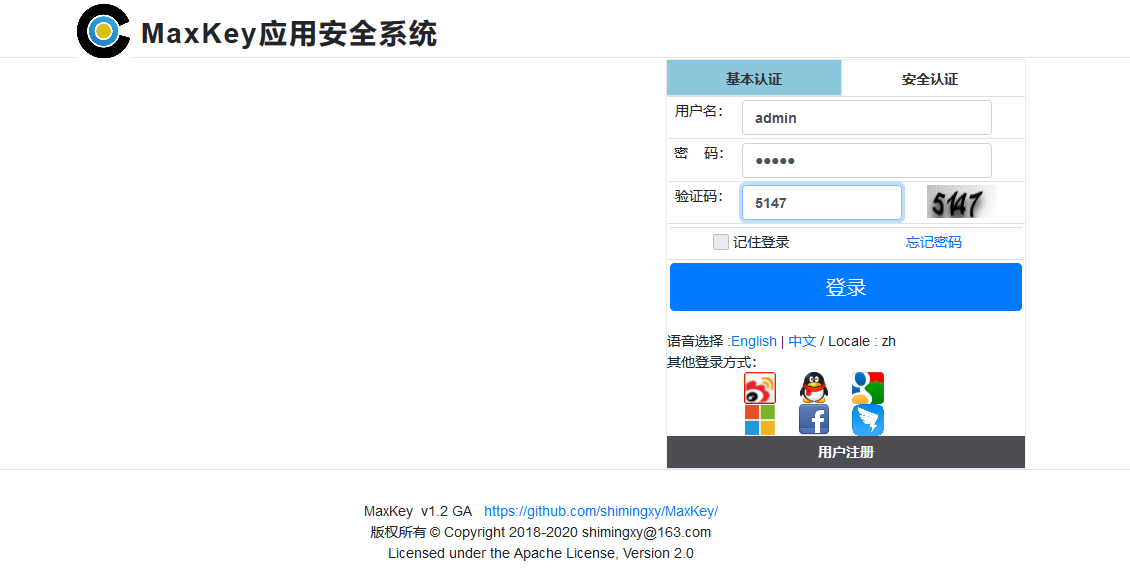 MaxKey应用安全系统
基本认证 安全认证
用户名： admin
密 码： •••••
验证码： 5147 5147
记住登录 忘记密码
登录
语音选择 :English | 中文 / Locale : zh
其他登录方式：
用户注册
MaxKey v1.2 GA https://github.com/shimingxy/MaxKey/
版权所有 © Copyright 2018-2020 shimingxy@163.com
Licensed under the Apache License, Version 2.0